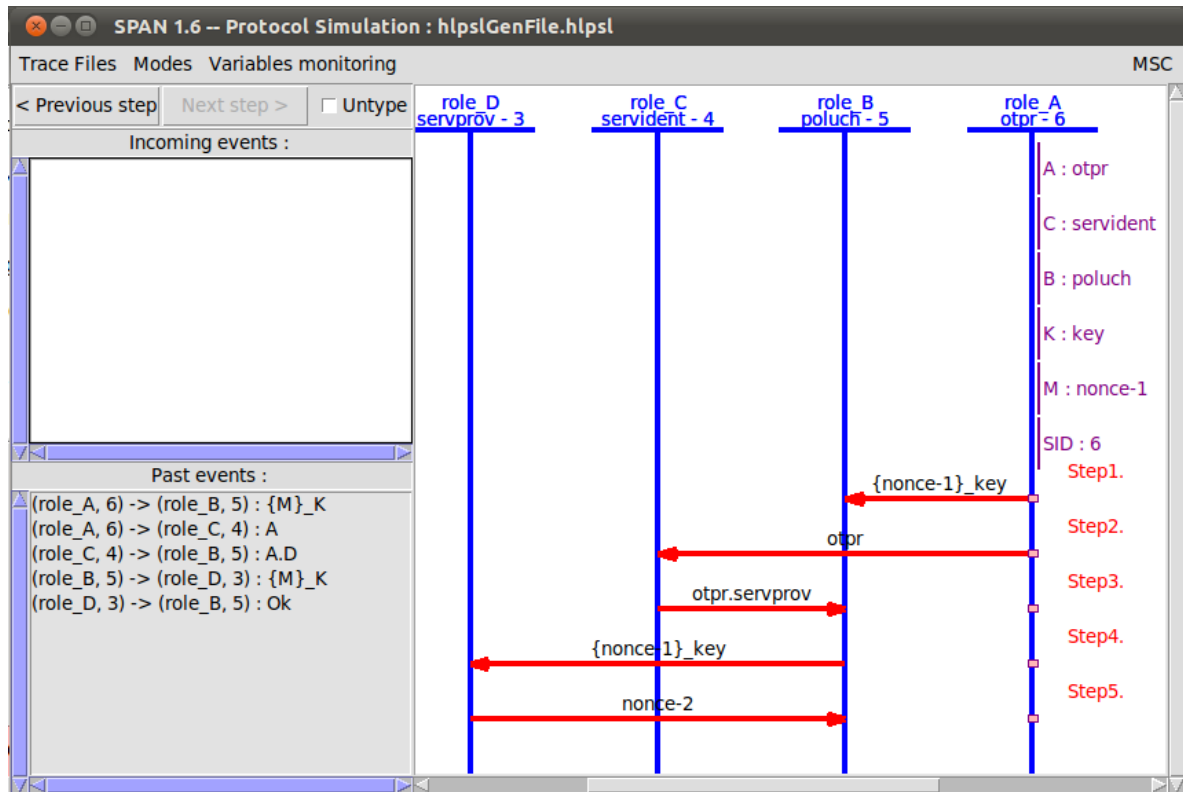 SPAN 1.6 -- Protocol Simulation : hlpslGenFile.hlpsl
Trace Files Modes Variables monitoring MSC
< Previous step Next step > Untype
Incoming events :
Past events :
(role_A, 6) -> (role_B, 5) : {M}_K
(role_A, 6) -> (role_C, 4) : A
(role_C, 4) -> (role_B, 5) : A.D
(role_B, 5) -> (role_D, 3) : {M}_K
(role_D, 3) -> (role_B, 5) : Ok
role_D role_C role_B role_A
servprov - 3 servident - 4 poluch - 5 otpr - 6
A : otpr
C : servident
B : poluch
K : key
M : nonce-1
SID : 6
Step1.
{nonce-1}_key
Step2.
otpr
Step3.
otpr.servprov
Step4.
{nonce-1}_key
Step5.
nonce-2